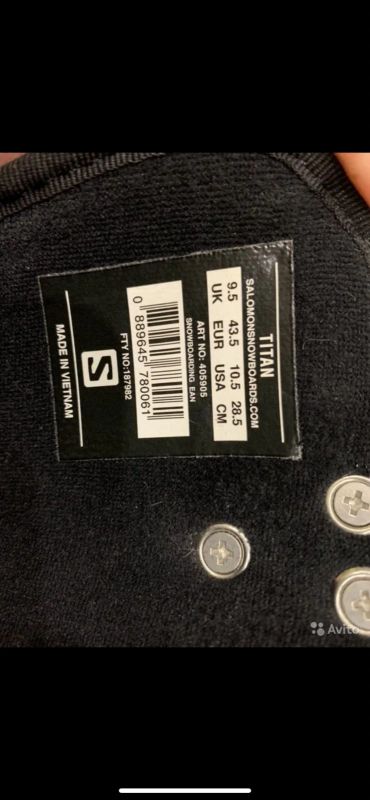 TITAN
SALOMONSNOWBOARDS.COM
9.5 43.5 10.5 28.5
UK EUR USA CM
ART NO: 405905
SNOWBOARDING EAN
0 889645 780061
FTY NO:187982
S
MADE IN VIETNAM
Avito